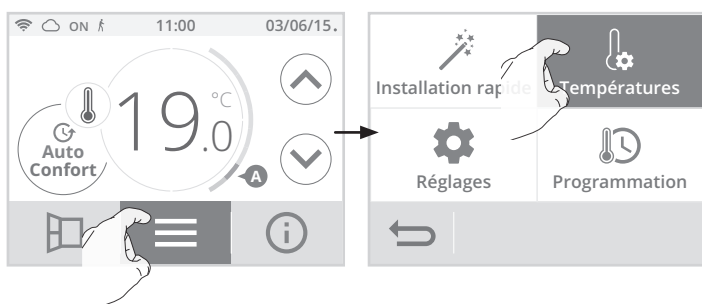 ON 11:00 03/06/15.
19.0 °C
Auto
Confort
A
Installation rapide
Températures
Réglages
Programmation